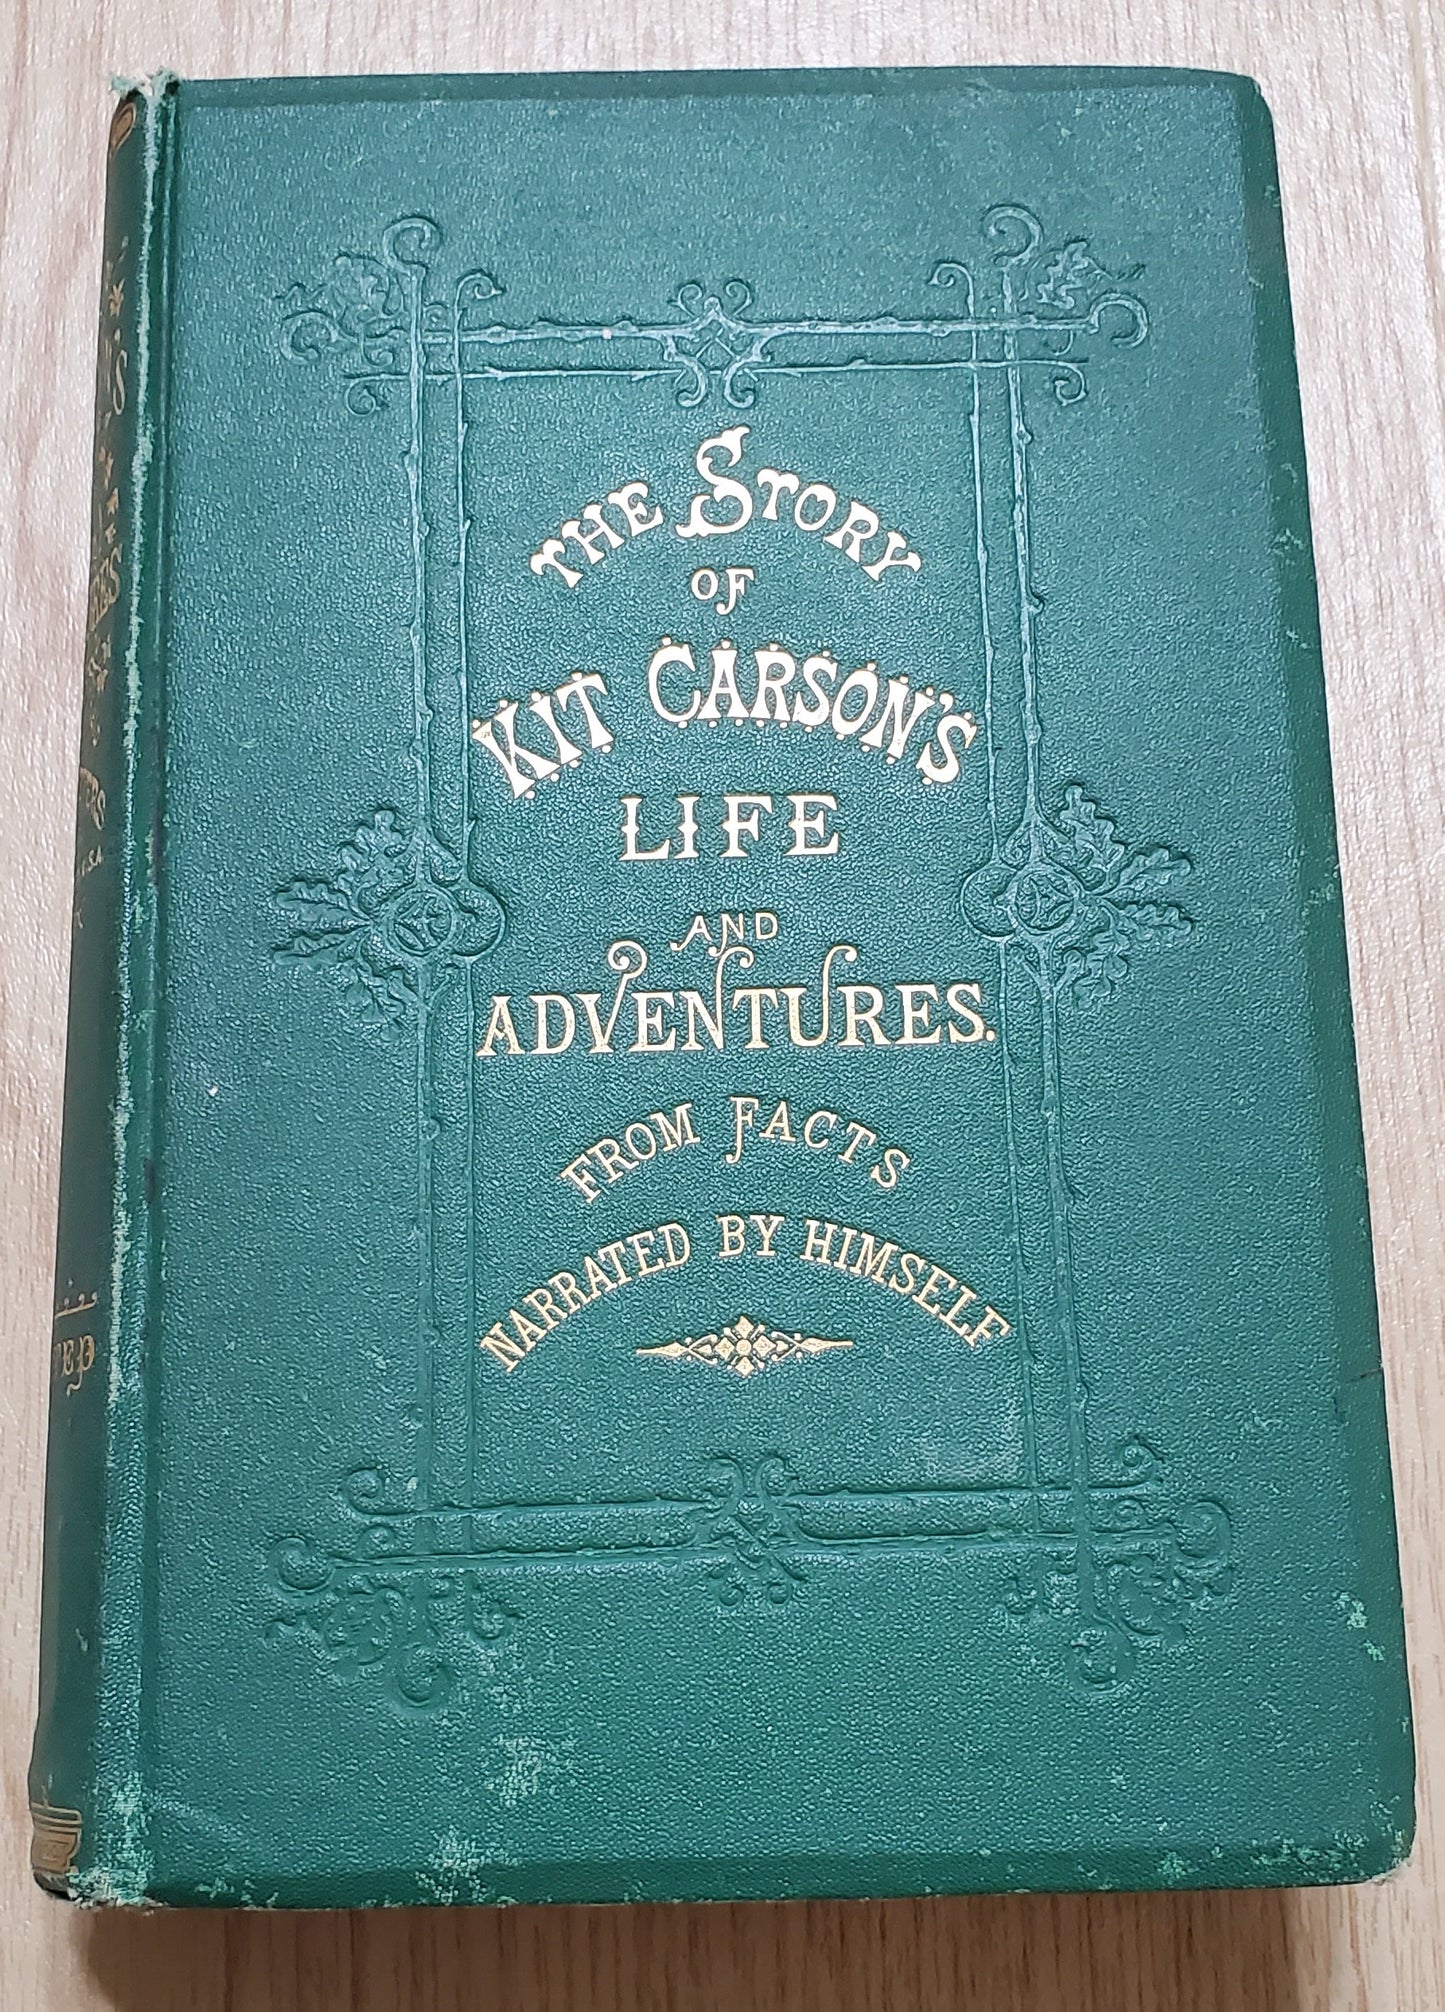 THE STORY
OF
KIT CARSON'S
LIFE
AND
ADVENTURES.
FROM FACTS
NARRATED BY HIMSELF